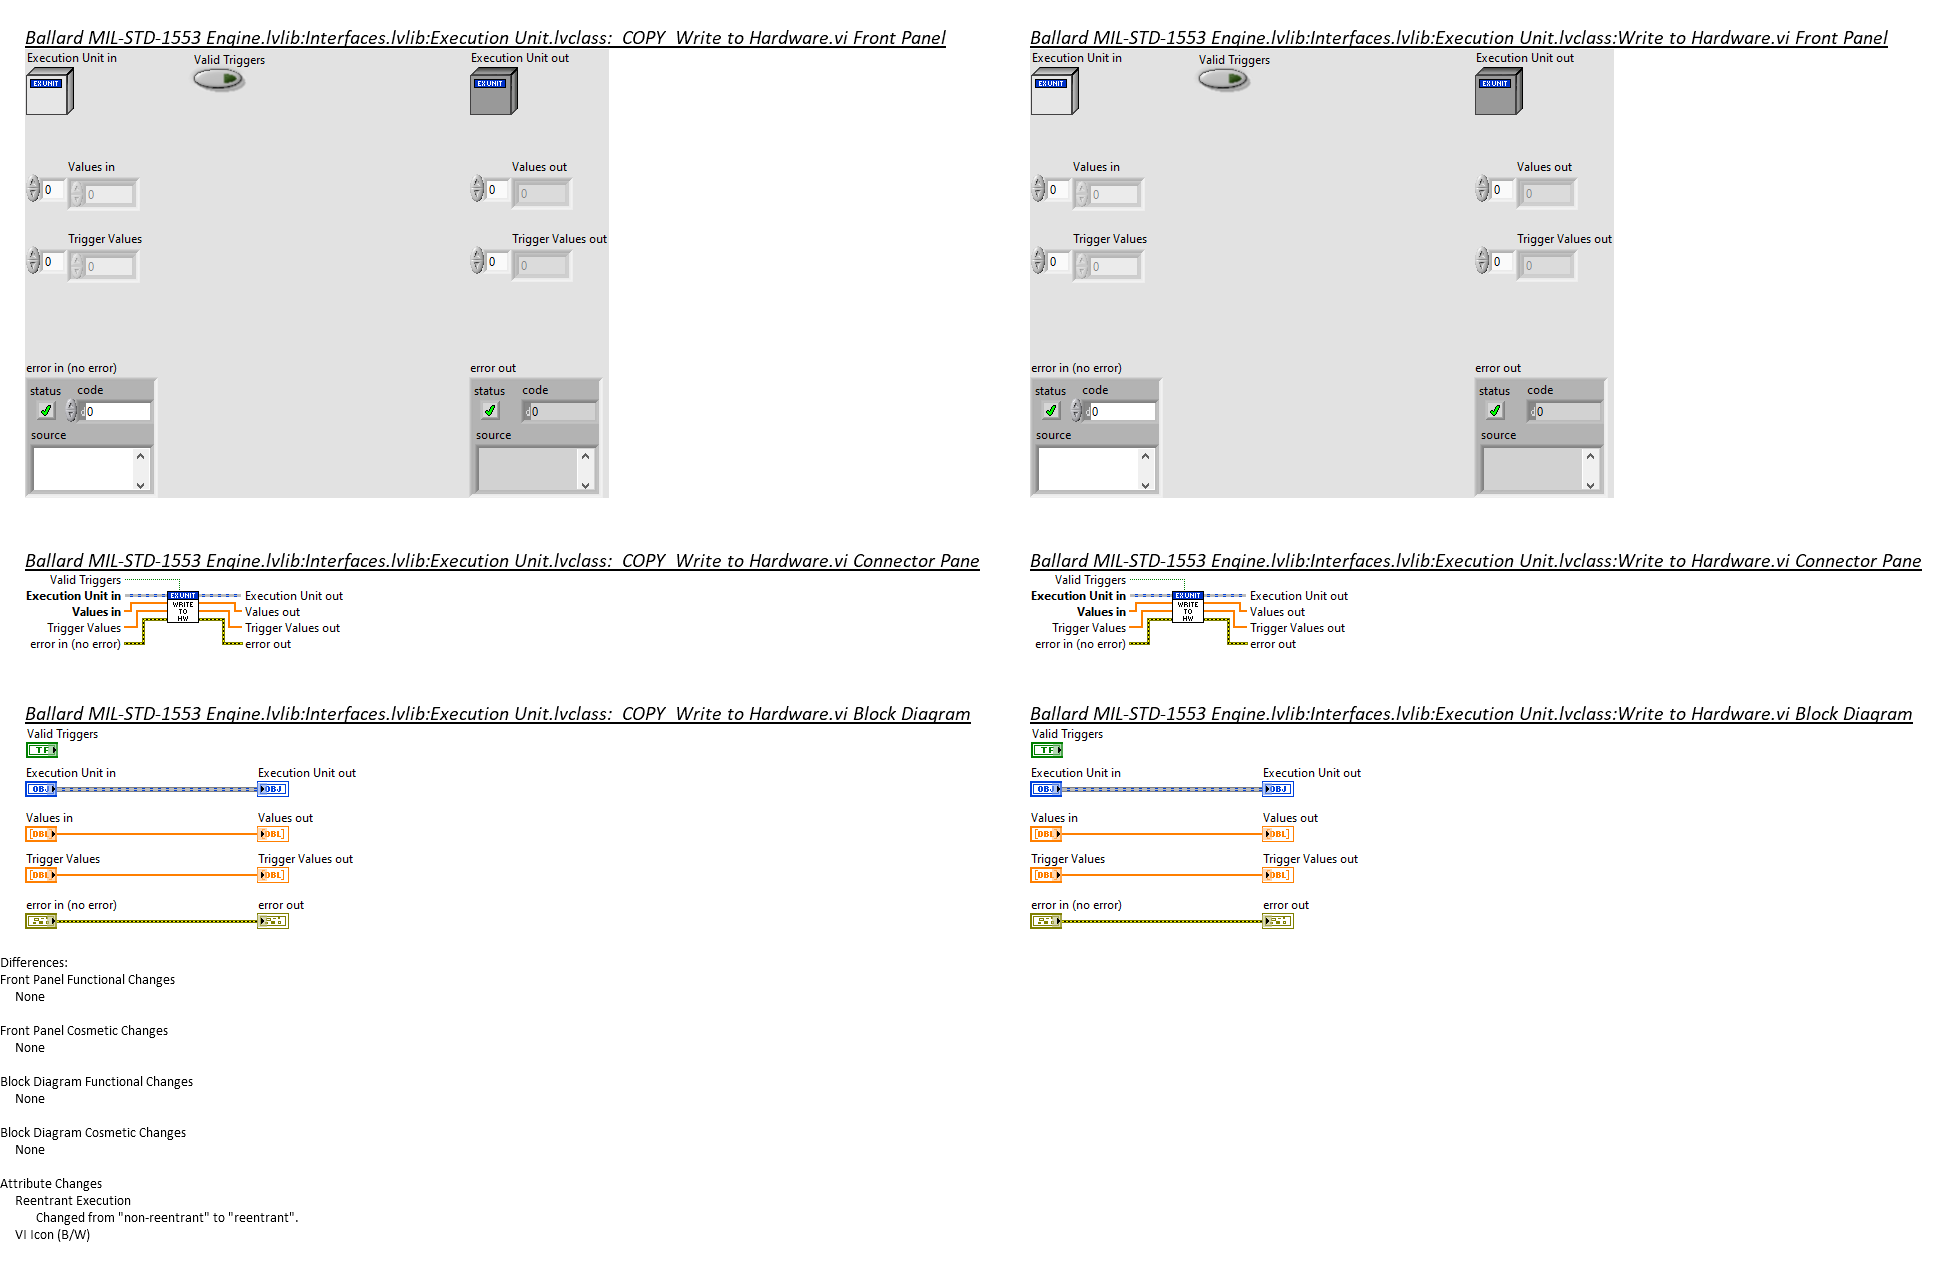 Ballard MIL-STD-1553 Engine.lvlib:Interfaces.lvlib:Execution Unit.lvclass:  COPY  Write to Hardware.vi Front Panel
Execution Unit in
Valid Triggers
Execution Unit out
EX UNIT
EX UNIT
Values in
Values out
0
0
0
0
Trigger Values
Trigger Values out
0
0
0
0
error in (no error)
error out
status code
status code
d0
d0
source
source
Ballard MIL-STD-1553 Engine.lvlib:Interfaces.lvlib:Execution Unit.lvclass:Write to Hardware.vi Front Panel
Execution Unit in
Valid Triggers
Execution Unit out
EX UNIT
EX UNIT
Values in
Values out
0
0
0
0
Trigger Values
Trigger Values out
0
0
0
0
error in (no error)
error out
status code
status code
d0
d0
source
source
Ballard MIL-STD-1553 Engine.lvlib:Interfaces.lvlib:Execution Unit.lvclass:  COPY  Write to Hardware.vi Connector Pane
Valid Triggers
Execution Unit in
Values in
Trigger Values
error in (no error)
EX UNIT
WRITE
TO
HW
Execution Unit out
Values out
Trigger Values out
error out
Ballard MIL-STD-1553 Engine.lvlib:Interfaces.lvlib:Execution Unit.lvclass:Write to Hardware.vi Connector Pane
Valid Triggers
Execution Unit in
Values in
Trigger Values
error in (no error)
EX UNIT
WRITE
TO
HW
Execution Unit out
Values out
Trigger Values out
error out
Ballard MIL-STD-1553 Engine.lvlib:Interfaces.lvlib:Execution Unit.lvclass:  COPY  Write to Hardware.vi Block Diagram
Valid Triggers
TF
Execution Unit in
Execution Unit out
OBJ
OBJ
Values in
Values out
[DBL
DBL]
Trigger Values
Trigger Values out
[DBL
DBL]
error in (no error)
error out
Ballard MIL-STD-1553 Engine.lvlib:Interfaces.lvlib:Execution Unit.lvclass:Write to Hardware.vi Block Diagram
Valid Triggers
TF
Execution Unit in
Execution Unit out
OBJ
OBJ
Values in
Values out
[DBL
DBL]
Trigger Values
Trigger Values out
[DBL
DBL]
error in (no error)
error out
Differences:
Front Panel Functional Changes
None
Front Panel Cosmetic Changes
None
Block Diagram Functional Changes
None
Block Diagram Cosmetic Changes
None
Attribute Changes
Reentrant Execution
Changed from "non-reentrant" to "reentrant".
VI Icon (B/W)